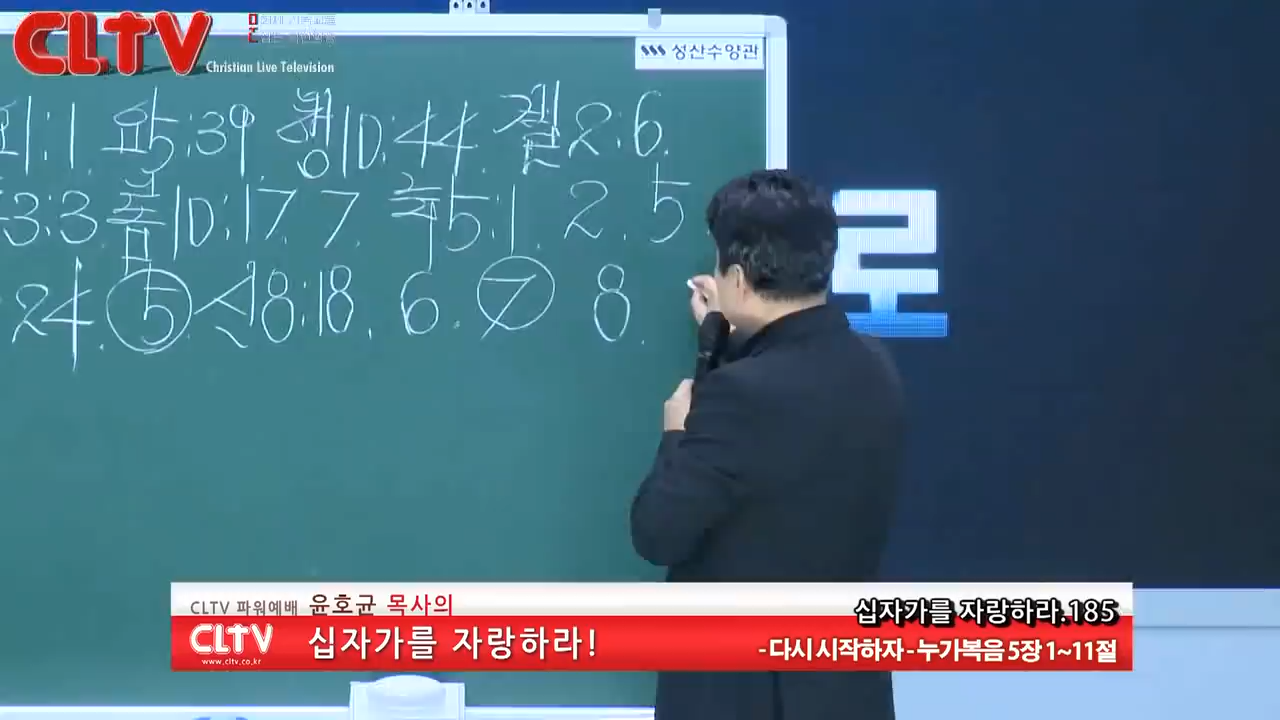 CLTV
Christian Live Television
성산수양관
1:1 요5:39 행10:44 겔2:6
3:3 롬10:17 7 눅5:1 2 5
24 5 신8:18 6 7 8
로
CLTV 파워예배 윤호균 목사의
CLTV 십자가를 자랑하라!
www.cltv.co.kr
십자가를 자랑하라.185
- 다시 시작하자 - 누가복음 5장 1~11절